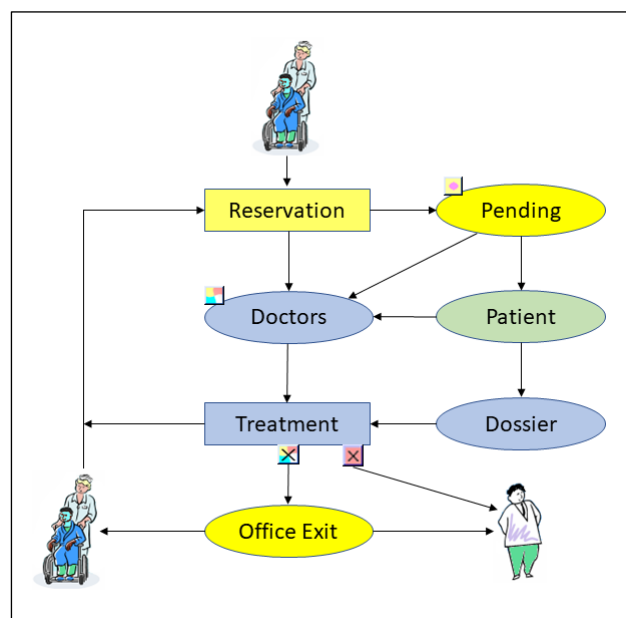 Reservation
Pending
Doctors
Patient
Treatment
Dossier
Office Exit